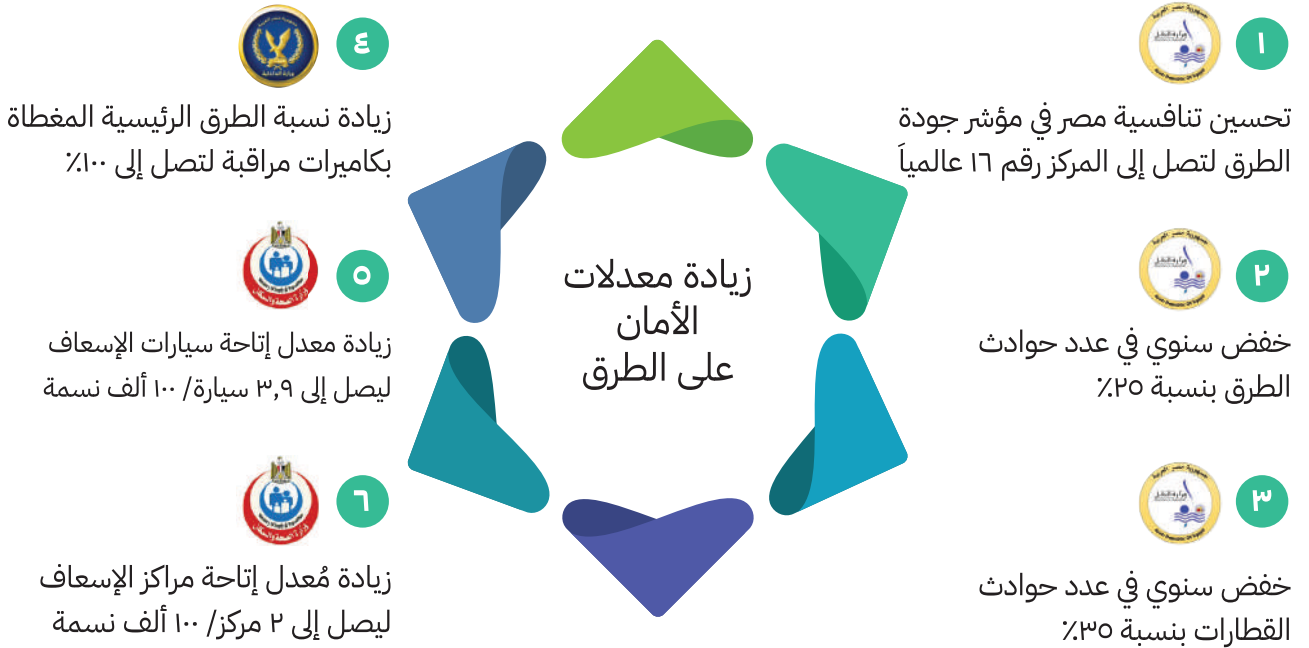 زيادة معدلات
الأمان
على الطرق
١
تحسين تنافسية مصر في مؤشر جودة
الطرق لتصل إلى المركز رقم ١٦ عالمياَ
٢
خفض سنوي في عدد حوادث
الطرق بنسبة ٢٥٪
٣
خفض سنوي في عدد حوادث
القطارات بنسبة ٣٥٪
٤
زيادة نسبة الطرق الرئيسية المغطاة
بكاميرات مراقبة لتصل إلى ١٠٠٪
٥
زيادة معدل إتاحة سيارات الإسعاف
ليصل إلى ٣,٩ سيارة/ ١٠٠ ألف نسمة
٦
زيادة مُعدل إتاحة مراكز الإسعاف
ليصل إلى ٢ مركز/ ١٠٠ ألف نسمة